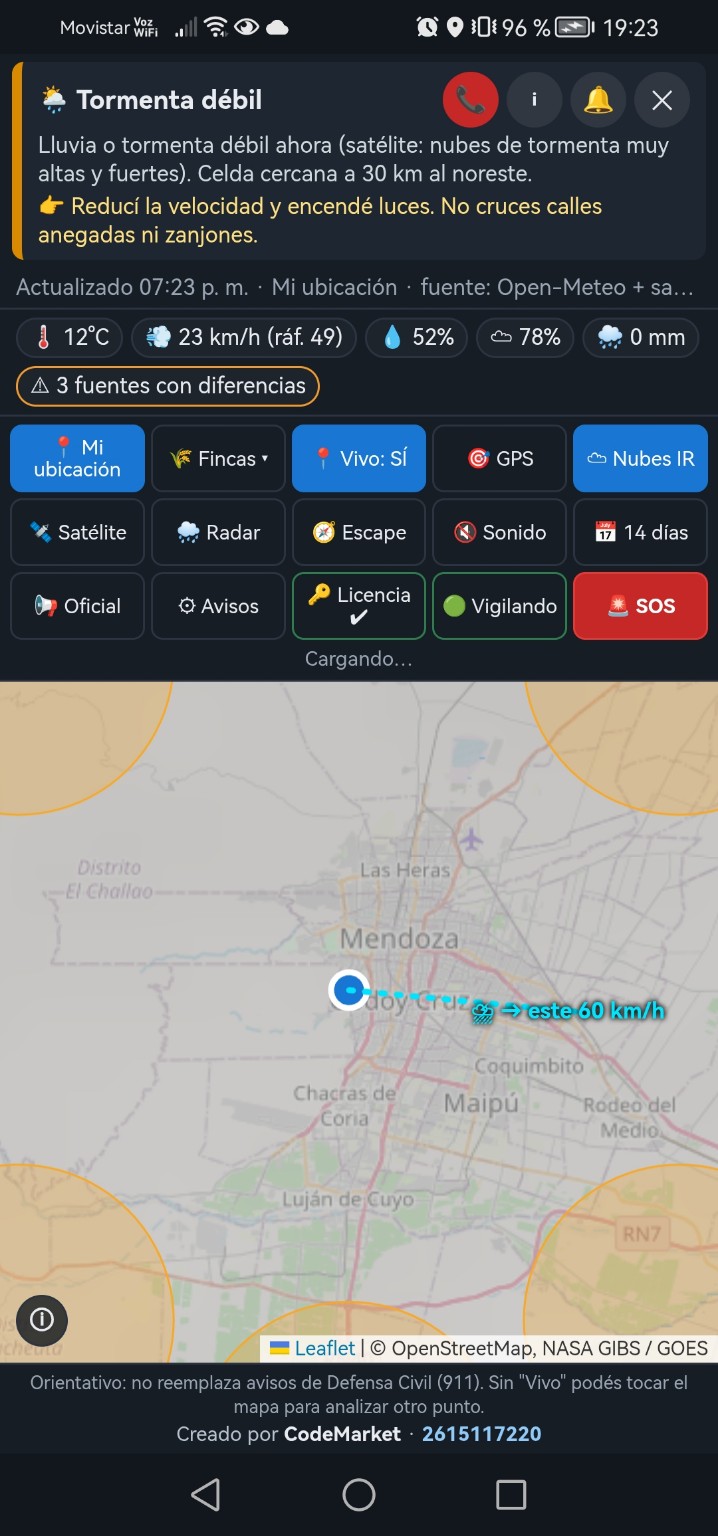 Movistar Voz WiFi 96 % 19:23
Tormenta débil
i
Lluvia o tormenta débil ahora (satélite: nubes de tormenta muy
altas y fuertes). Celda cercana a 30 km al noreste.
👉 Reducí la velocidad y encendé luces. No cruces calles
anegadas ni zanjones.
Actualizado 07:23 p. m. · Mi ubicación · fuente: Open-Meteo + sa…
12°C 23 km/h (ráf. 49) 52% 78% 0 mm
⚠ 3 fuentes con diferencias
📍 Mi
ubicación
🌾 Fincas ▾
📍 Vivo: SÍ
🎯 GPS
Nubes IR
Satélite
Radar
Escape
Sonido
14 días
Oficial
Avisos
Licencia
✔
Vigilando
SOS
Cargando…
Distrito
El Challao
Las Heras
Mendoza
doy Cruz
→ este 60 km/h
Coquimbito
Chacras de
Coria
Maipú
Rodeo del
Medio
Luján de Cuyo
RN7
Leaflet | © OpenStreetMap, NASA GIBS / GOES
Orientativo: no reemplaza avisos de Defensa Civil (911). Sin "Vivo" podés tocar el
mapa para analizar otro punto.
Creado por CodeMarket · 2615117220